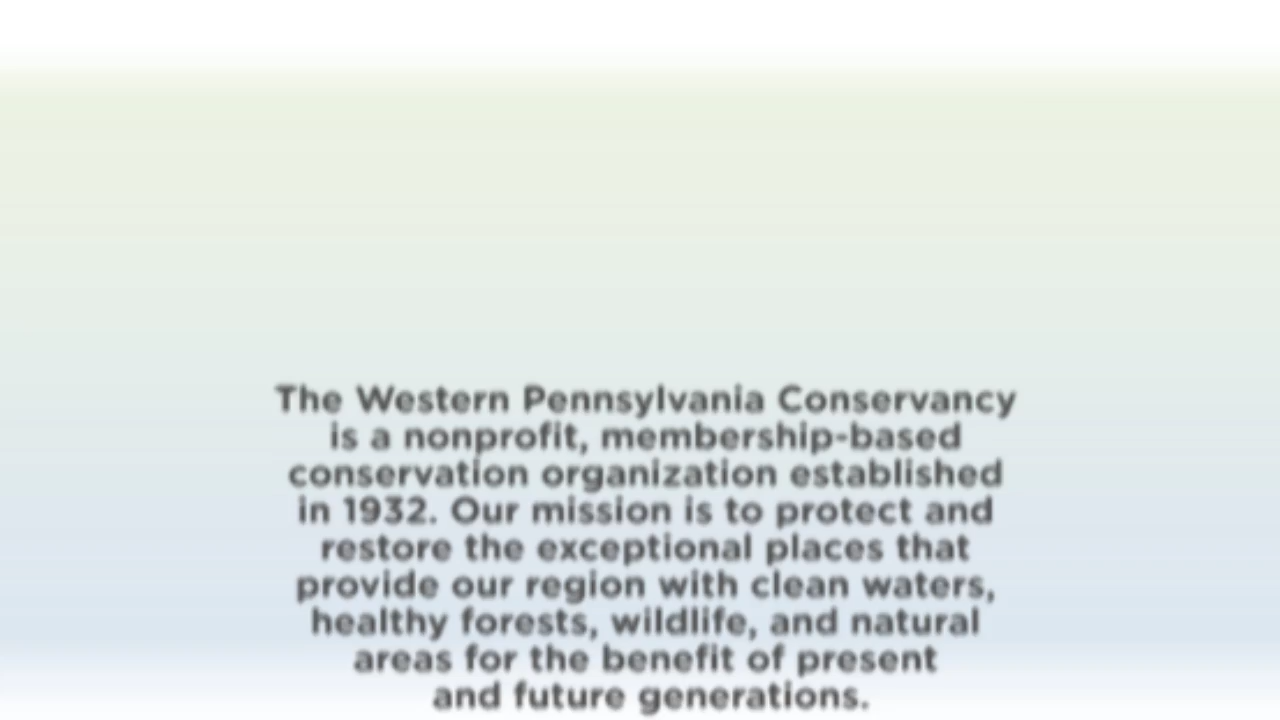 The Western Pennsylvania Conservancy
is a nonprofit, membership-based
conservation organization established
in 1932. Our mission is to protect and
restore the exceptional places that
provide our region with clean waters,
healthy forests, wildlife, and natural
areas for the benefit of present
and future generations.